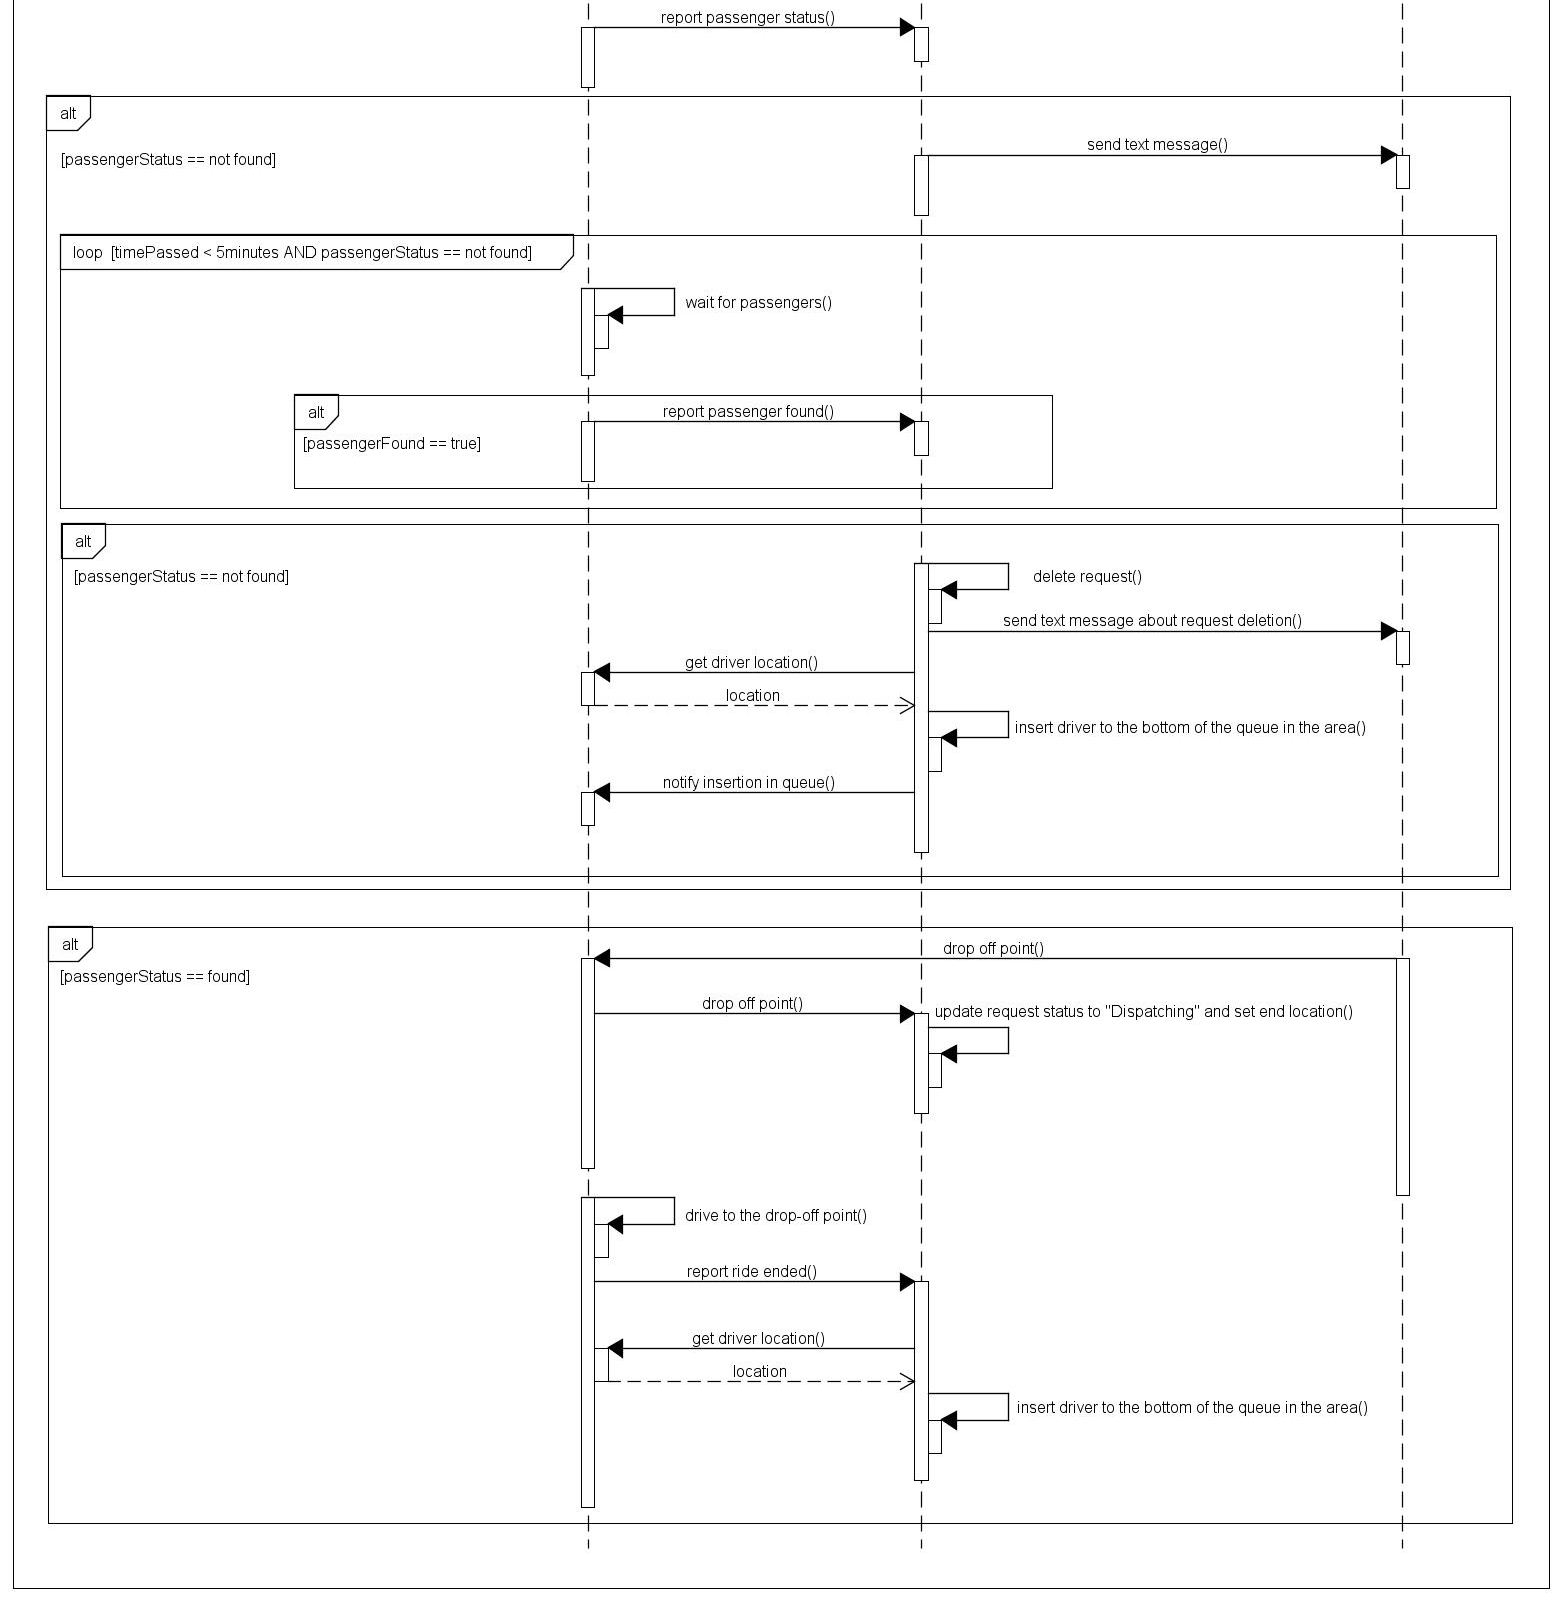 report passenger status()
alt
send text message()
[passengerStatus == not found]
loop [timePassed < 5minutes AND passengerStatus == not found]
wait for passengers()
alt
report passenger found()
[passengerFound == true]
alt
[passengerStatus == not found]
delete request()
send text message about request deletion()
get driver location()
location
insert driver to the bottom of the queue in the area()
notify insertion in queue()
alt
drop off point()
[passengerStatus == found]
drop off point()
update request status to "Dispatching" and set end location()
drive to the drop-off point()
report ride ended()
get driver location()
location
insert driver to the bottom of the queue in the area()